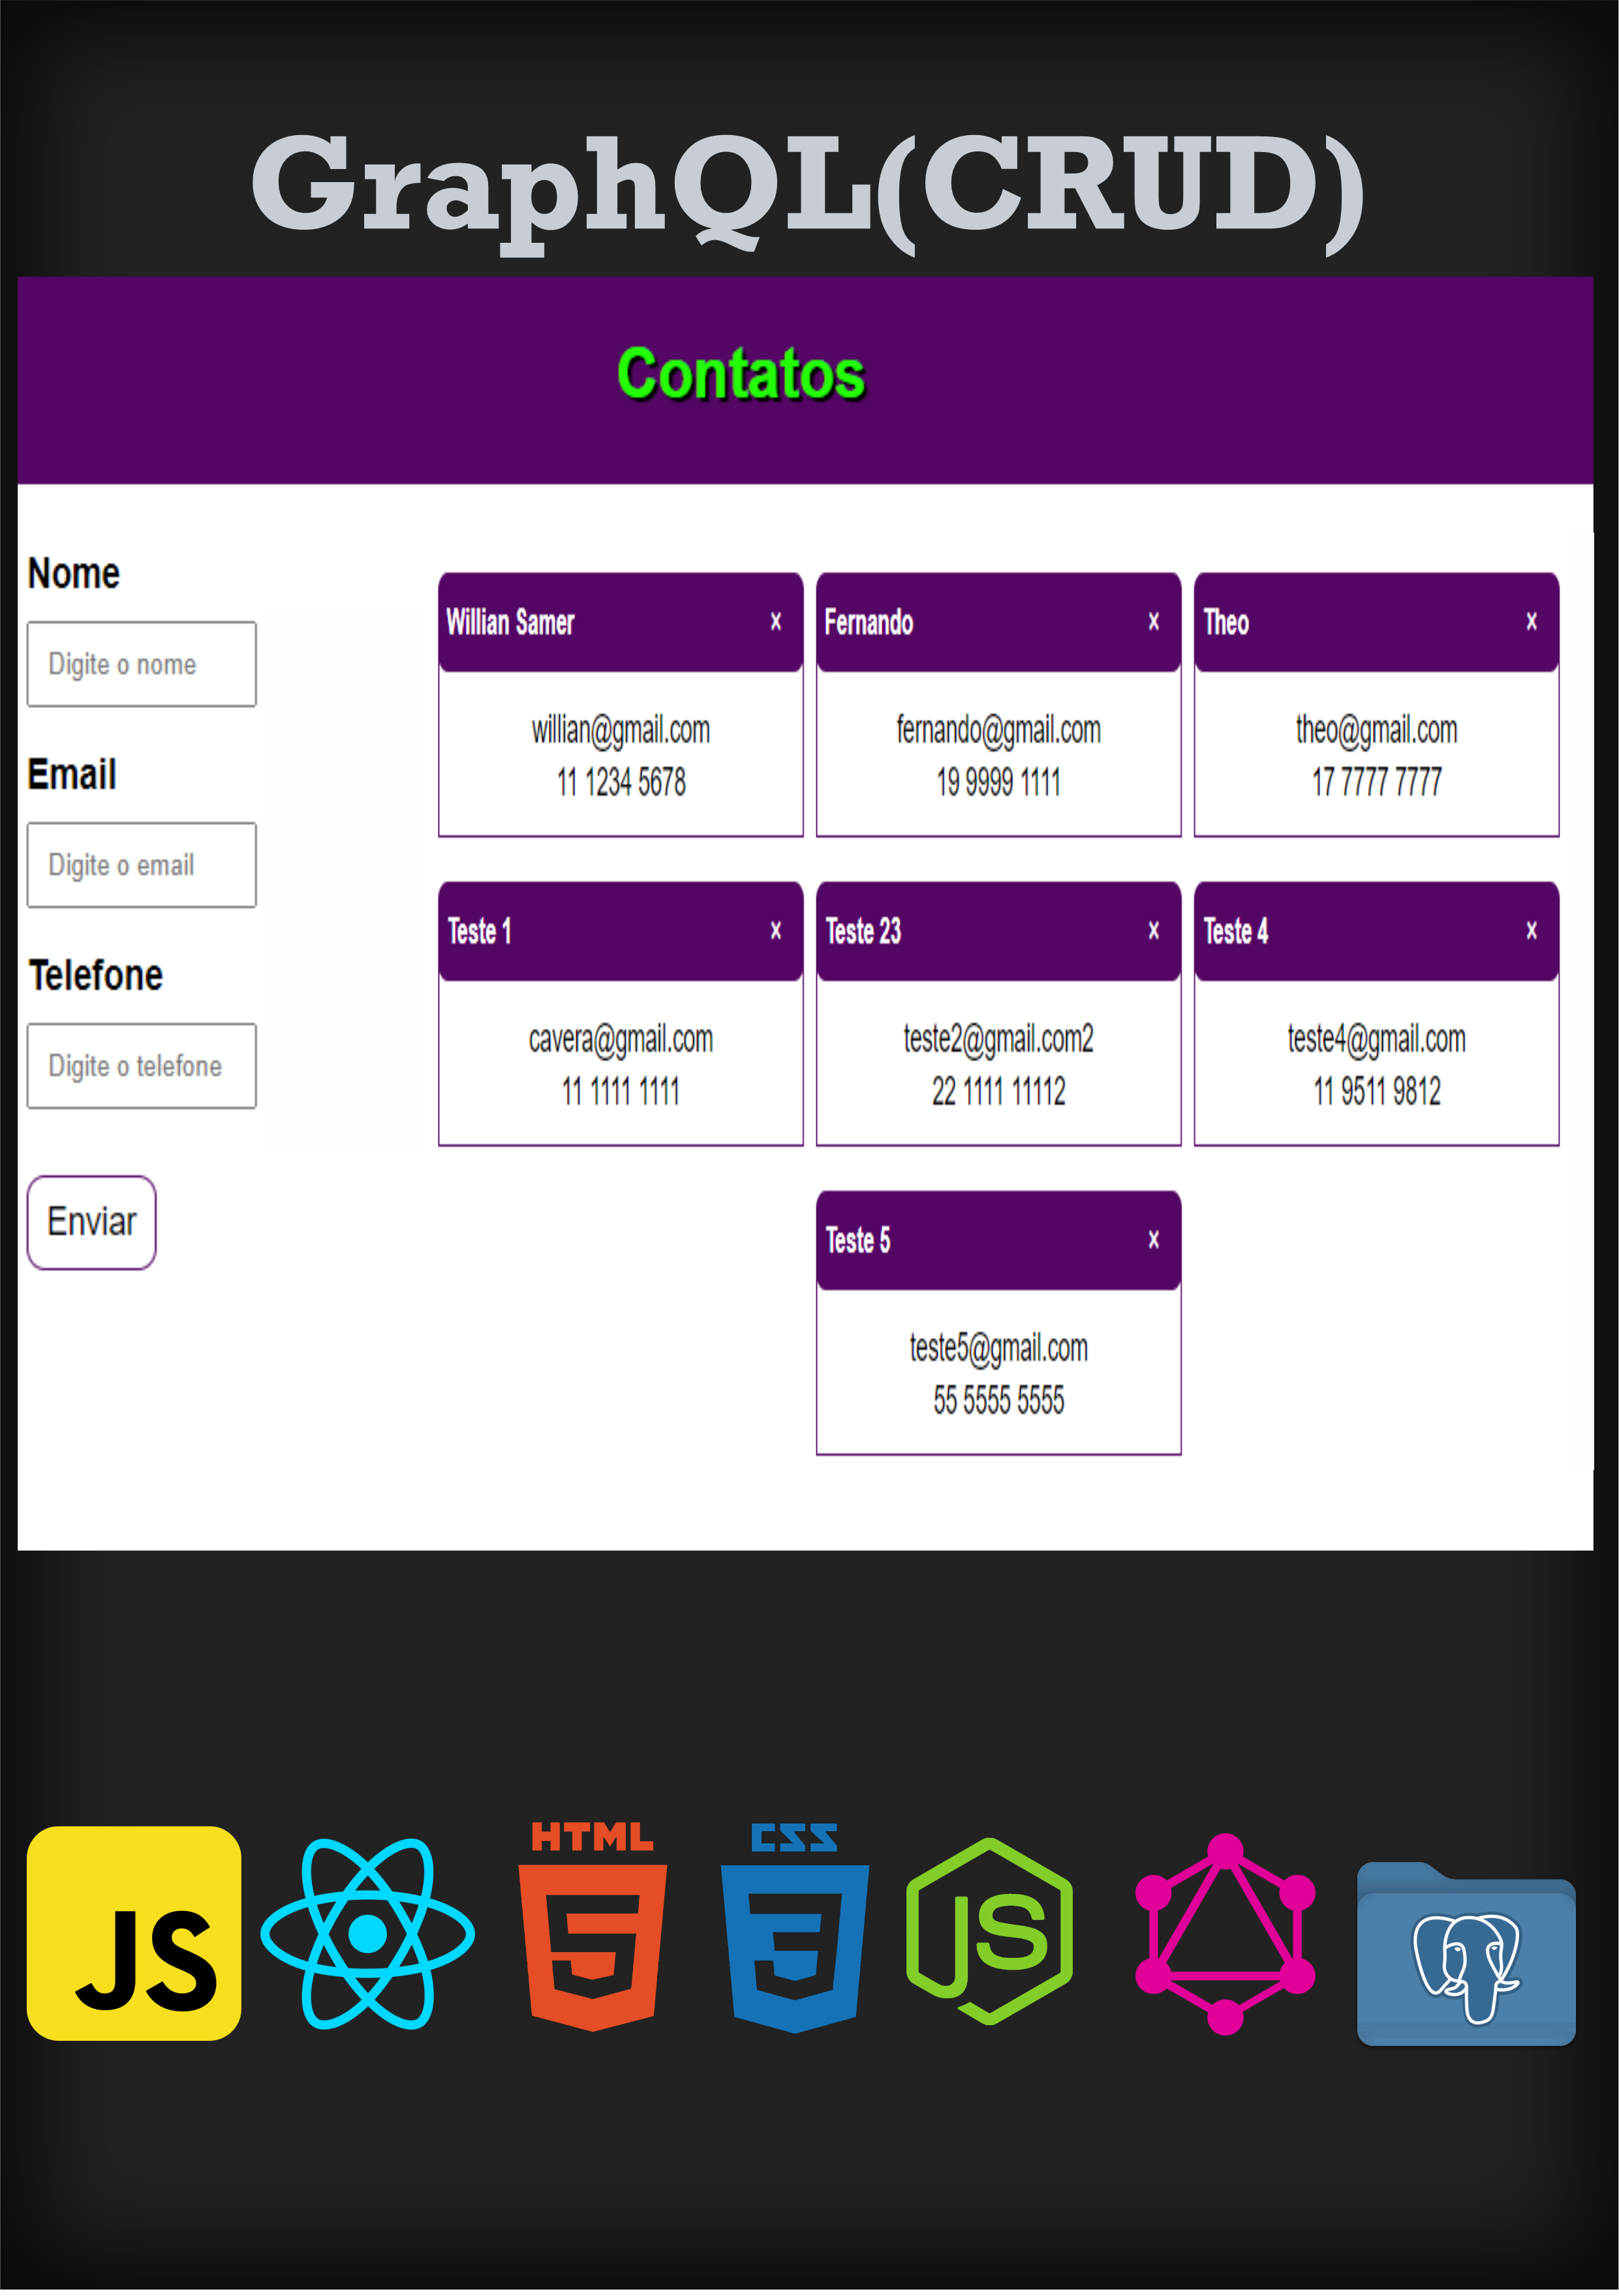 GraphQL(CRUD)
Contatos
Nome
Digite o nome
Email
Digite o email
Telefone
Digite o telefone
Enviar
Willian Samer ×
willian@gmail.com
11 1234 5678
Fernando ×
fernando@gmail.com
19 9999 1111
Theo ×
theo@gmail.com
17 7777 7777
Teste 1 ×
cavera@gmail.com
11 1111 1111
Teste 23 ×
teste2@gmail.com2
22 1111 11112
Teste 4 ×
teste4@gmail.com
11 9511 9812
Teste 5 ×
teste5@gmail.com
55 5555 5555
JS
HTML
5
CSS
3
JS